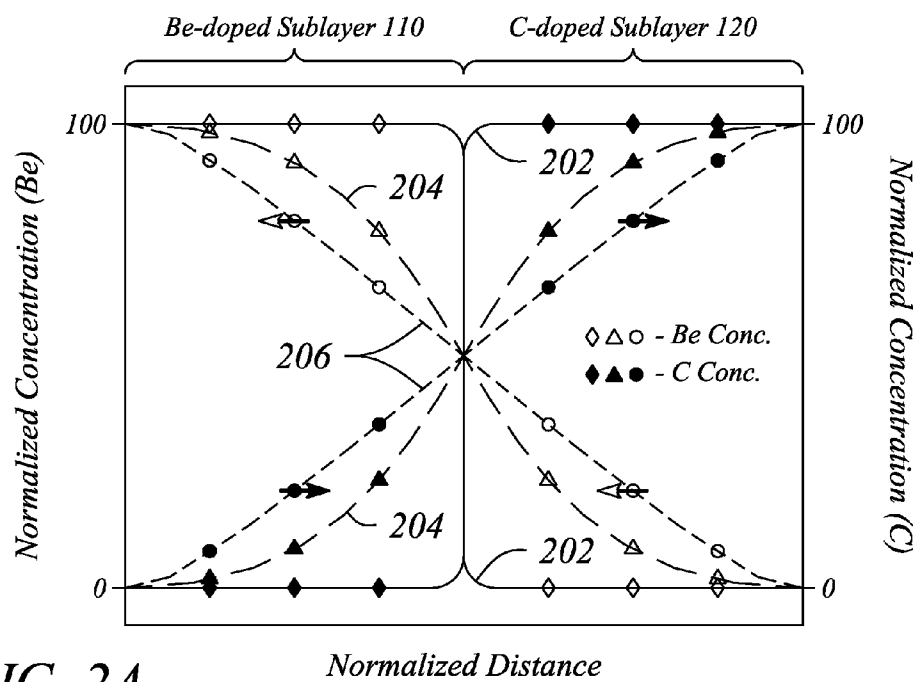 Be-doped Sublayer 110
C-doped Sublayer 120
100
100
202
204
Normalized Concentration (Be)
Normalized Concentration (C)
206
- Be Conc.
- C Conc.
204
202
0
0
Normalized Distance